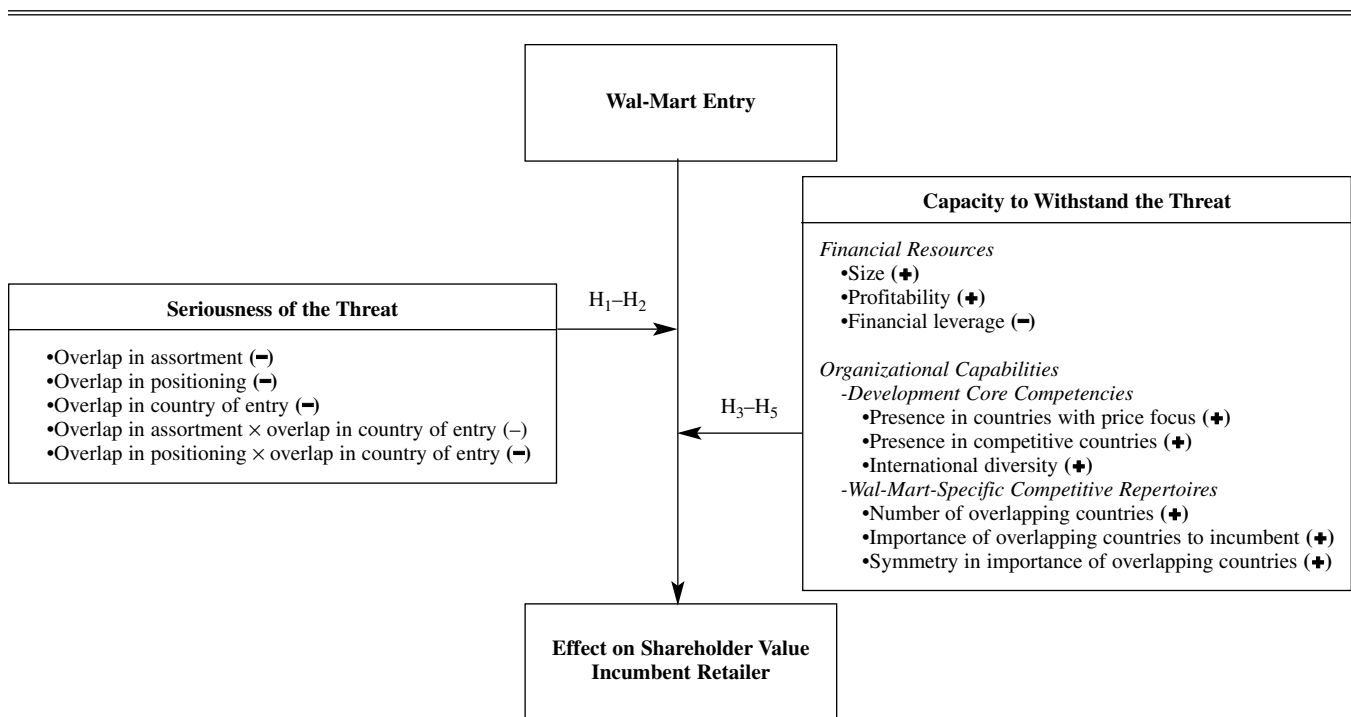 Wal-Mart Entry
Capacity to Withstand the Threat
Financial Resources
•Size (+)
•Profitability (+)
•Financial leverage (−)
Organizational Capabilities
-Development Core Competencies
•Presence in countries with price focus (+)
•Presence in competitive countries (+)
•International diversity (+)
-Wal-Mart-Specific Competitive Repertoires
•Number of overlapping countries (+)
•Importance of overlapping countries to incumbent (+)
•Symmetry in importance of overlapping countries (+)
Seriousness of the Threat
•Overlap in assortment (−)
•Overlap in positioning (−)
•Overlap in country of entry (−)
•Overlap in assortment × overlap in country of entry (–)
•Overlap in positioning × overlap in country of entry (−)
H₁–H₂
H₃–H₅
Effect on Shareholder Value
Incumbent Retailer